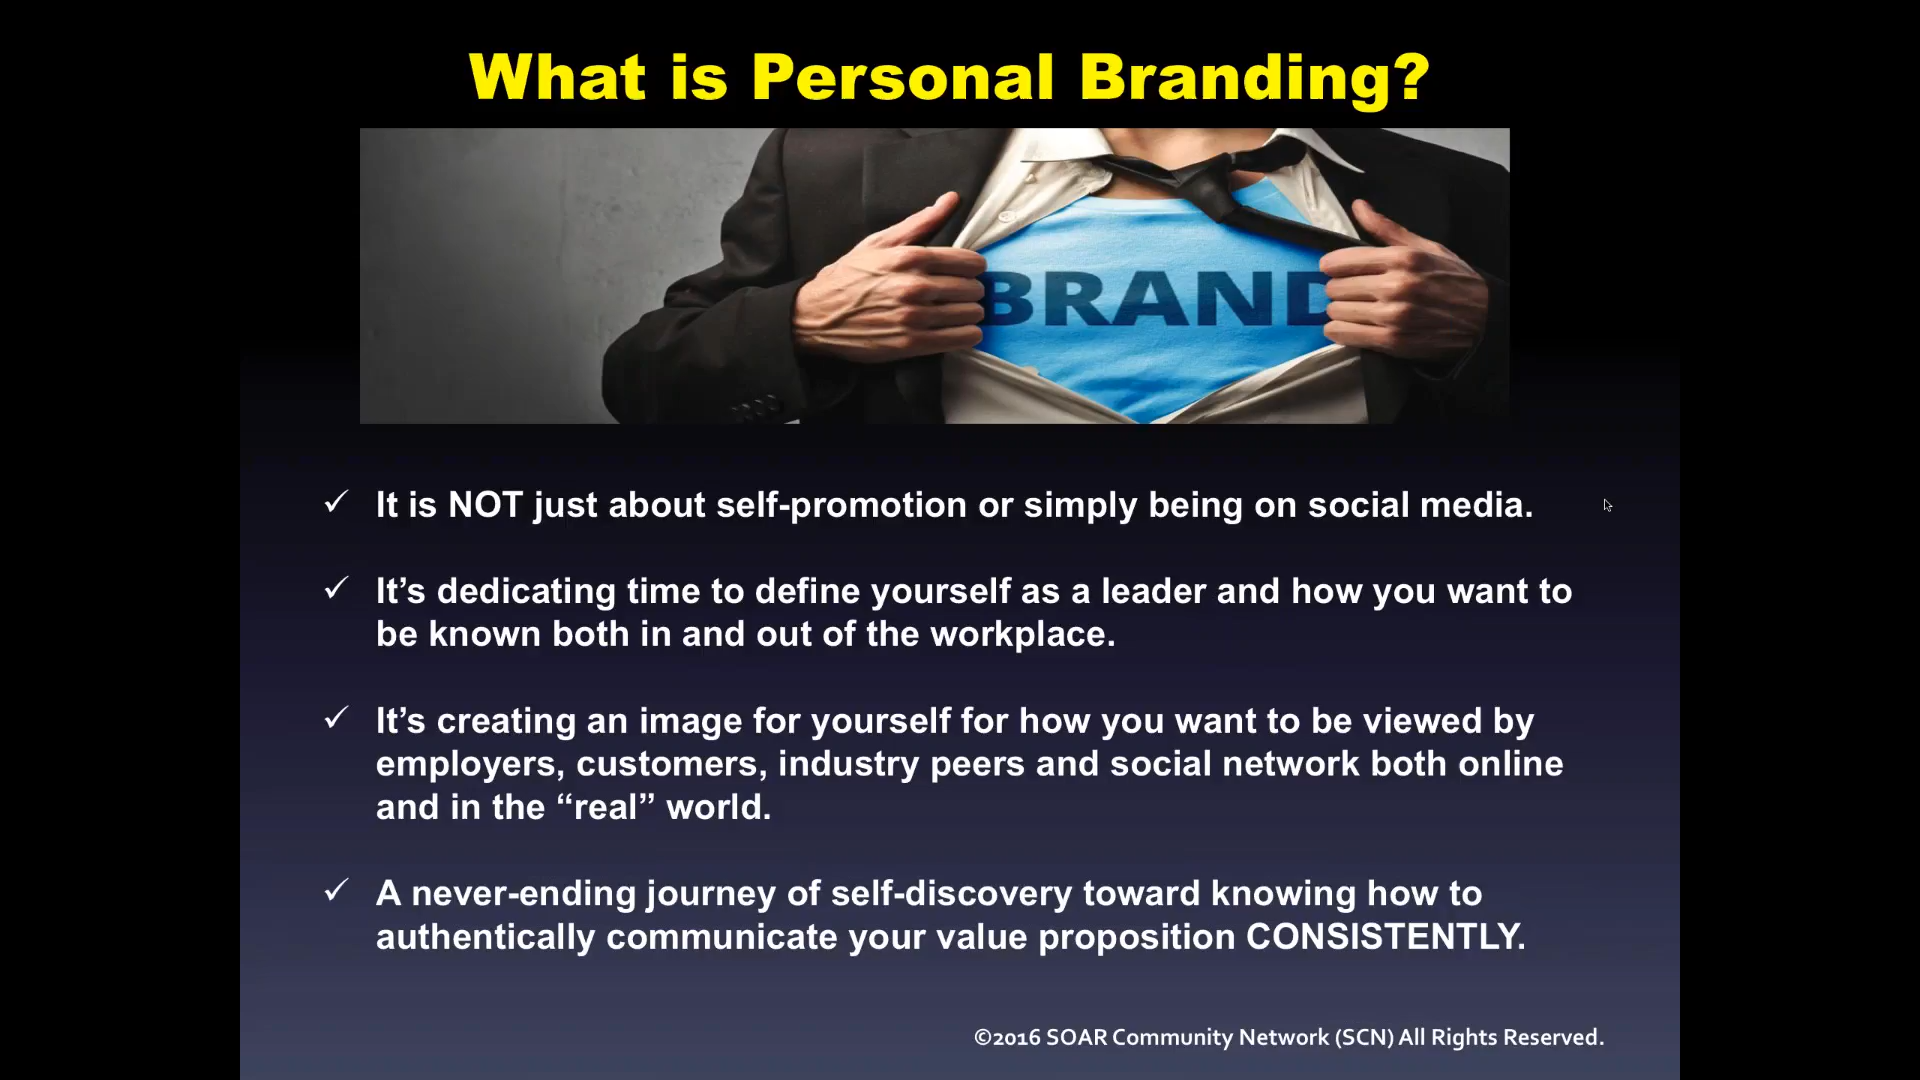 What is Personal Branding?
BRAND
✓ It is NOT just about self-promotion or simply being on social media.
✓ It’s dedicating time to define yourself as a leader and how you want to
be known both in and out of the workplace.
✓ It’s creating an image for yourself for how you want to be viewed by
employers, customers, industry peers and social network both online
and in the “real” world.
✓ A never-ending journey of self-discovery toward knowing how to
authentically communicate your value proposition CONSISTENTLY.
©2016 SOAR Community Network (SCN) All Rights Reserved.